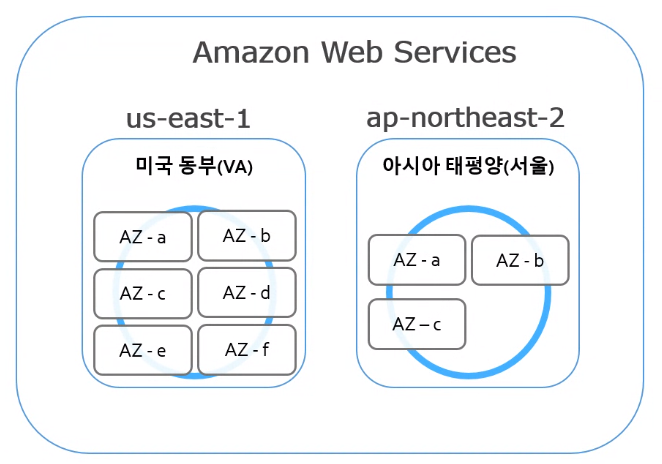 Amazon Web Services
us-east-1
미국 동부(VA)
AZ - a
AZ - b
AZ - c
AZ - d
AZ - e
AZ - f
ap-northeast-2
아시아 태평양(서울)
AZ - a
AZ - b
AZ – c